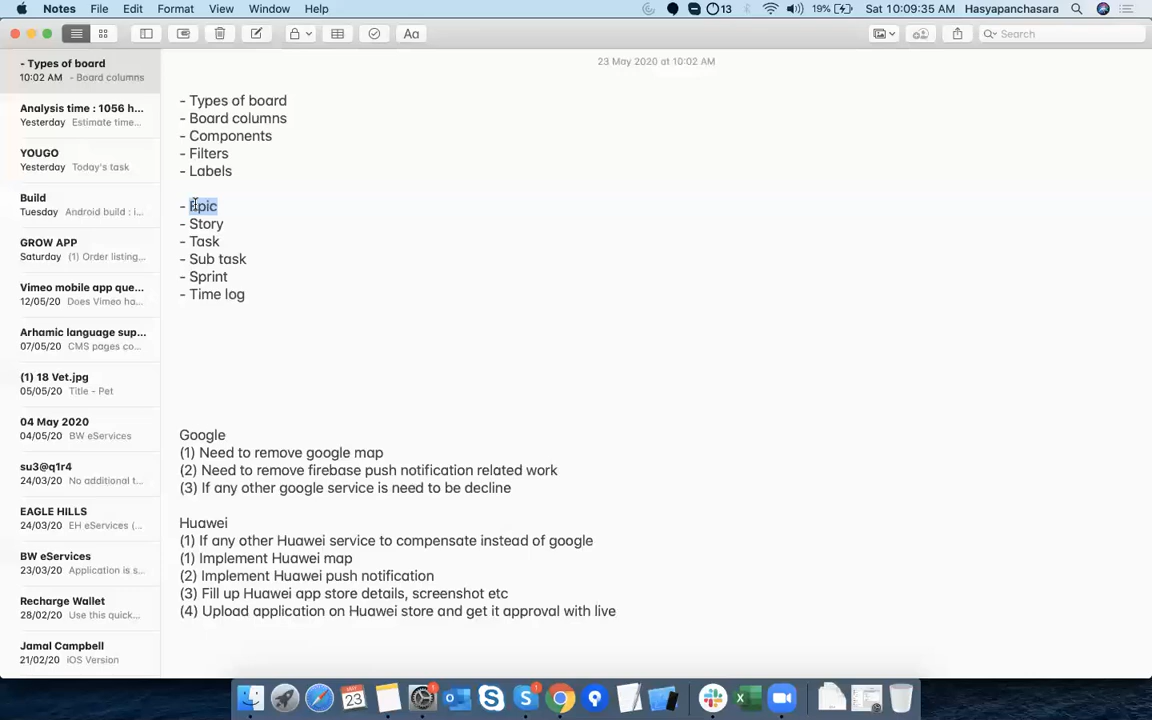 Notes File Edit Format View Window Help 13 19% Sat 10:09:35 AM Hasyapanchasara
Aa Search
- Types of board
10:02 AM - Board columns
Analysis time : 1056 h...
Yesterday Estimate time...
YOUGO
Yesterday Today's task
Build
Tuesday Android build : i...
GROW APP
Saturday (1) Order listing...
Vimeo mobile app que...
12/05/20 Does Vimeo ha...
Arhamic language sup...
07/05/20 CMS pages co...
(1) 18 Vet.jpg
05/05/20 Title - Pet
04 May 2020
04/05/20 BW eServices
su3@q1r4
24/03/20 No additional t...
EAGLE HILLS
24/03/20 EH eServices (...
BW eServices
23/03/20 Application is s...
Recharge Wallet
28/02/20 Use this quick...
Jamal Campbell
21/02/20 iOS Version
23 May 2020 at 10:02 AM
- Types of board
- Board columns
- Components
- Filters
- Labels
- Epic
- Story
- Task
- Sub task
- Sprint
- Time log
Google
(1) Need to remove google map
(2) Need to remove firebase push notification related work
(3) If any other google service is need to be decline
Huawei
(1) If any other Huawei service to compensate instead of google
(1) Implement Huawei map
(2) Implement Huawei push notification
(3) Fill up Huawei app store details, screenshot etc
(4) Upload application on Huawei store and get it approval with live